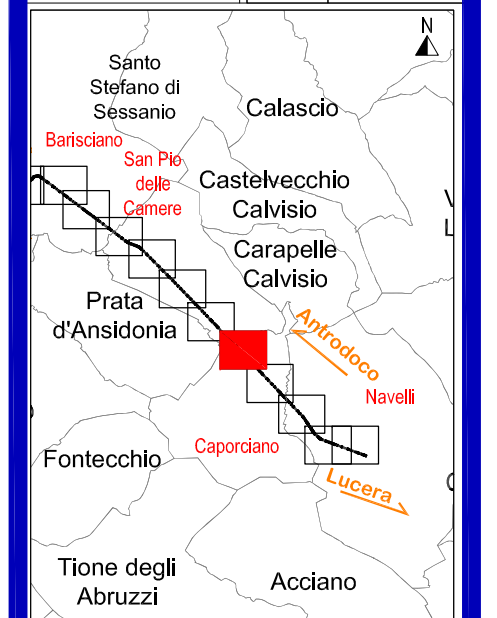 N
Santo
Stefano di
Sessanio
Calascio
Barisciano
San Pio
delle
Camere
Castelvecchio
Calvisio
Carapelle
Calvisio
Prata
d'Ansidonia
Antrodoco
Navelli
Caporciano
Fontecchio
Lucera
Tione degli
Abruzzi
Acciano